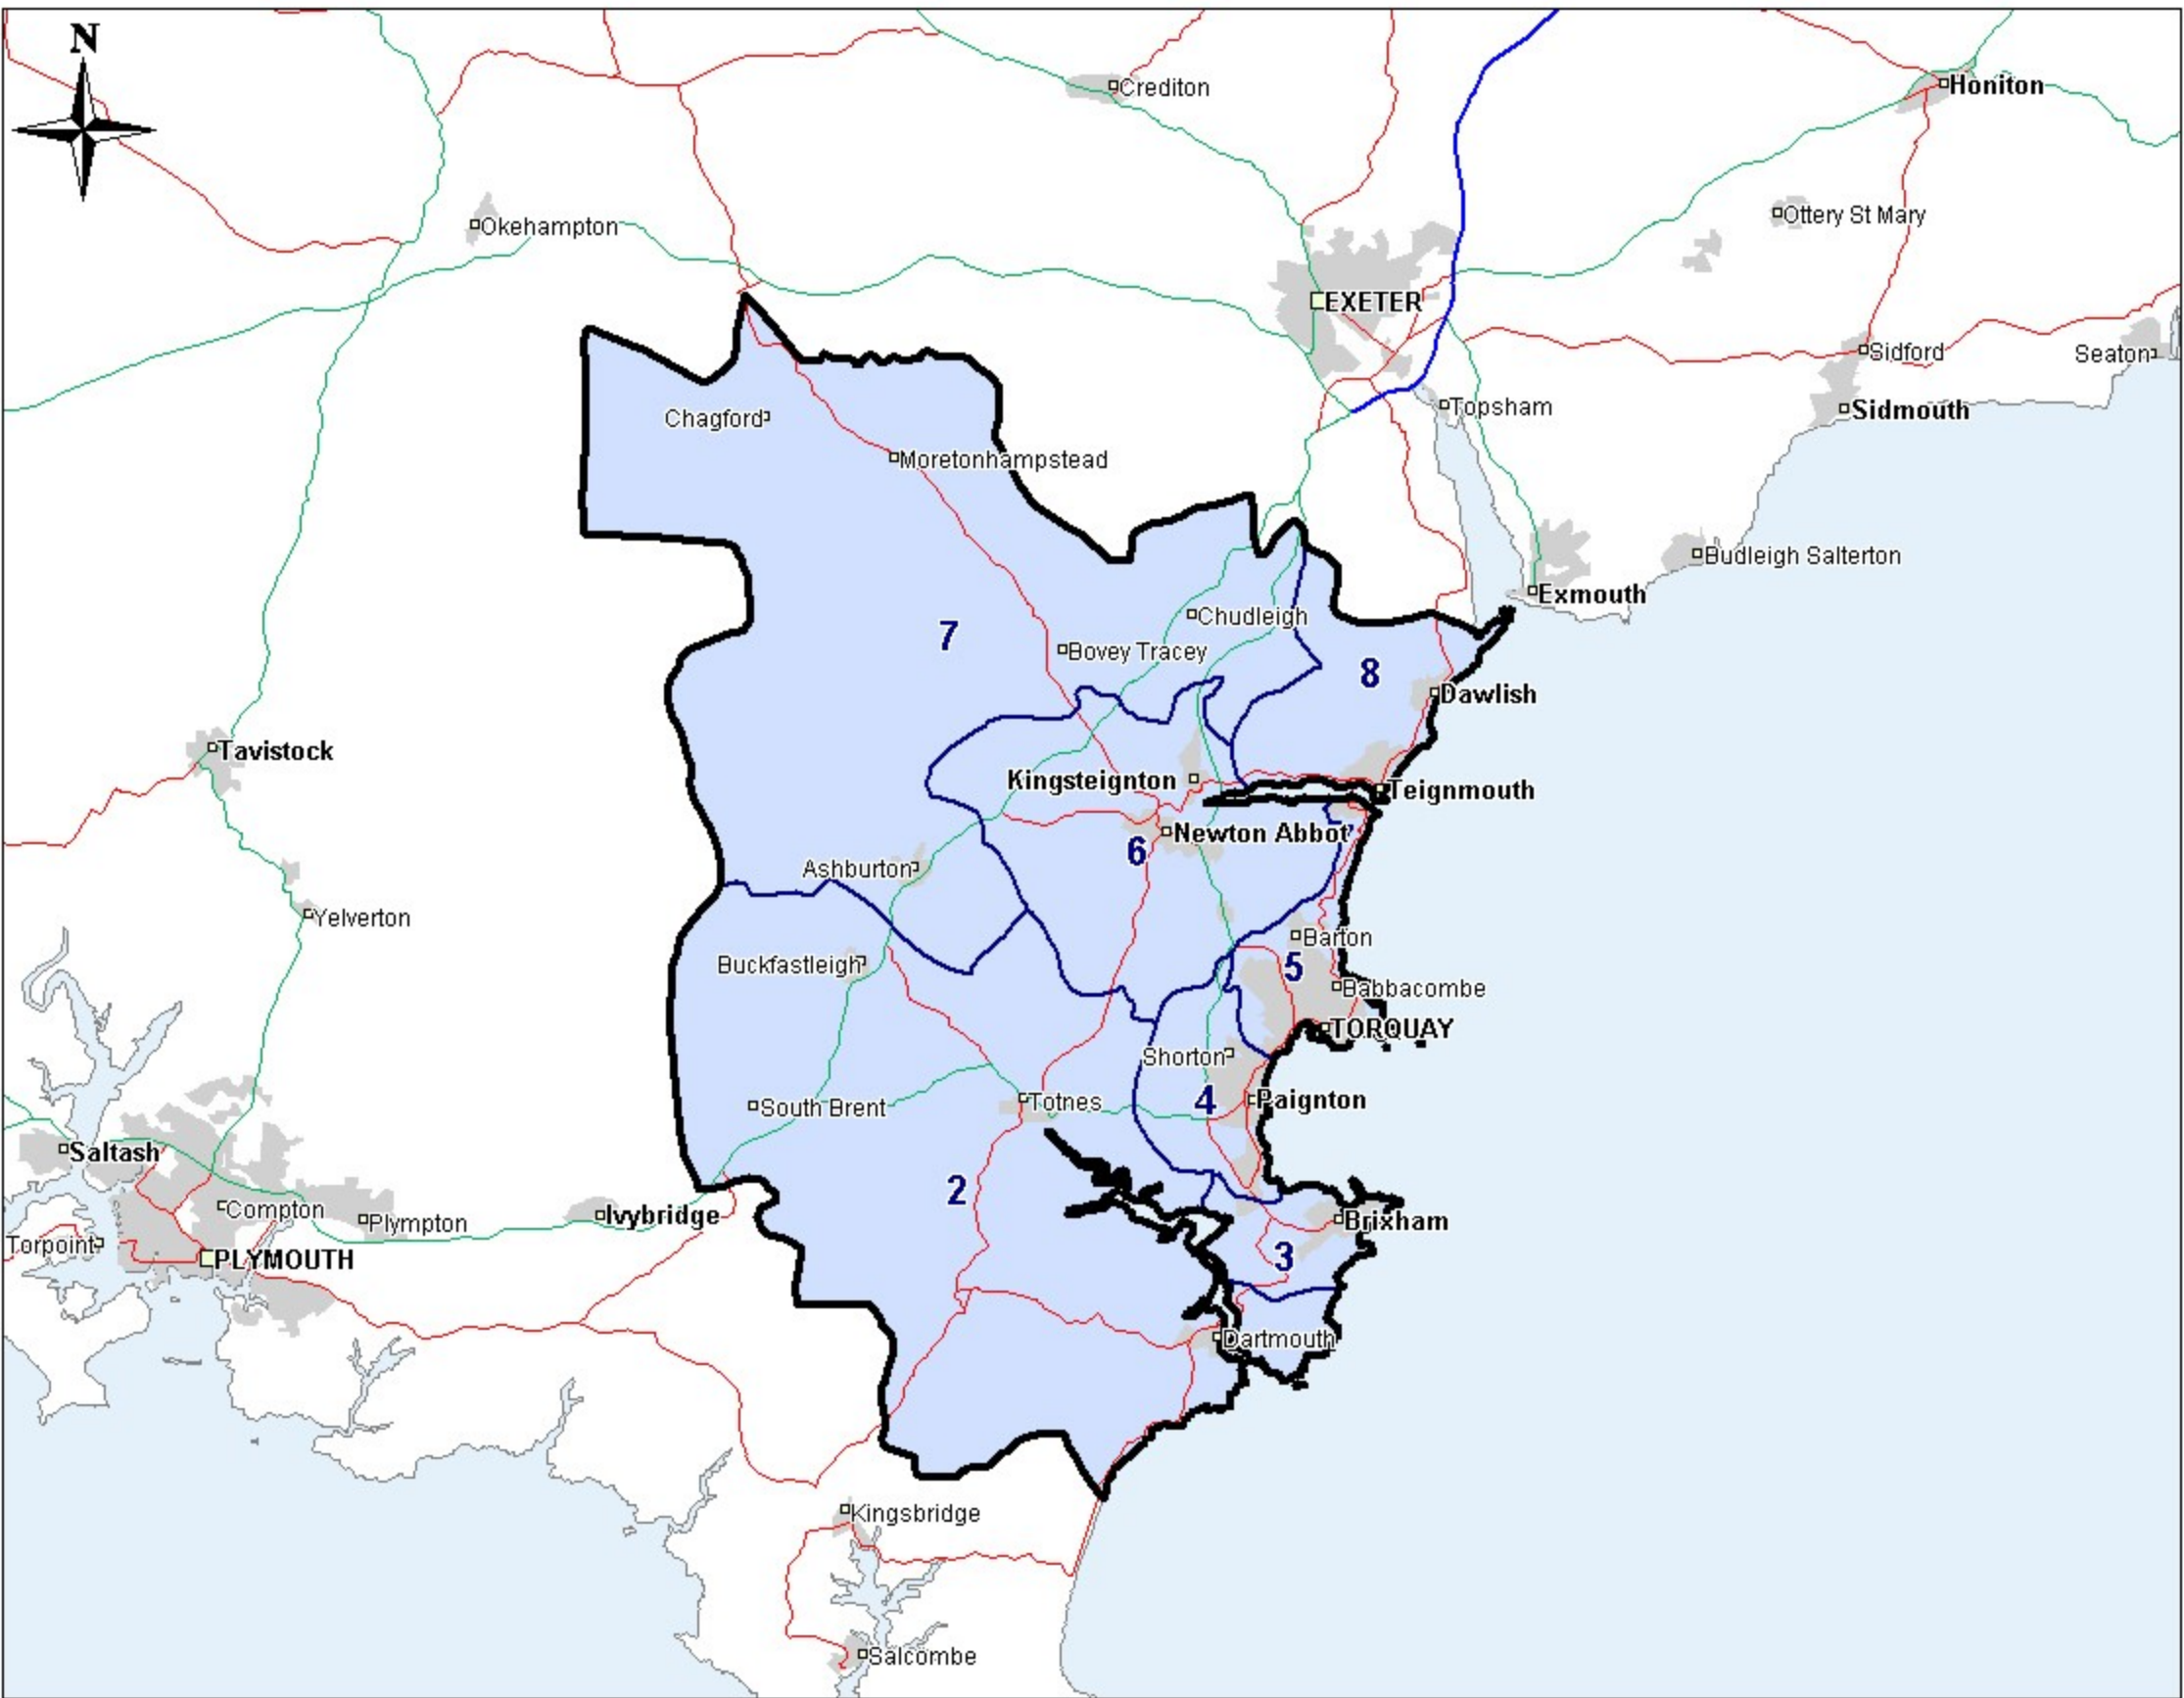 N
Crediton
Honiton
Okehampton
Ottery St Mary
EXETER
Sidford
Seaton
Chagford
Topsham
Sidmouth
Moretonhampstead
Budleigh Salterton
Exmouth
Chudleigh
7
Bovey Tracey
8
Dawlish
Tavistock
Kingsteignton
Teignmouth
Newton Abbot
6
Ashburton
Yelverton
Barton
Buckfastleigh
5
Babbacombe
TORQUAY
Shorton
4
Paignton
Totnes
South Brent
Saltash
2
Compton
Plympton
Ivybridge
Brixham
Torpoint
PLYMOUTH
3
Dartmouth
Kingsbridge
Salcombe